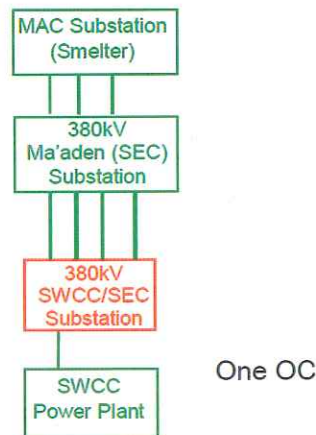 MAC Substation
(Smelter)
380kV
Ma'aden (SEC)
Substation
380kV
SWCC/SEC
Substation
One OC
SWCC
Power Plant